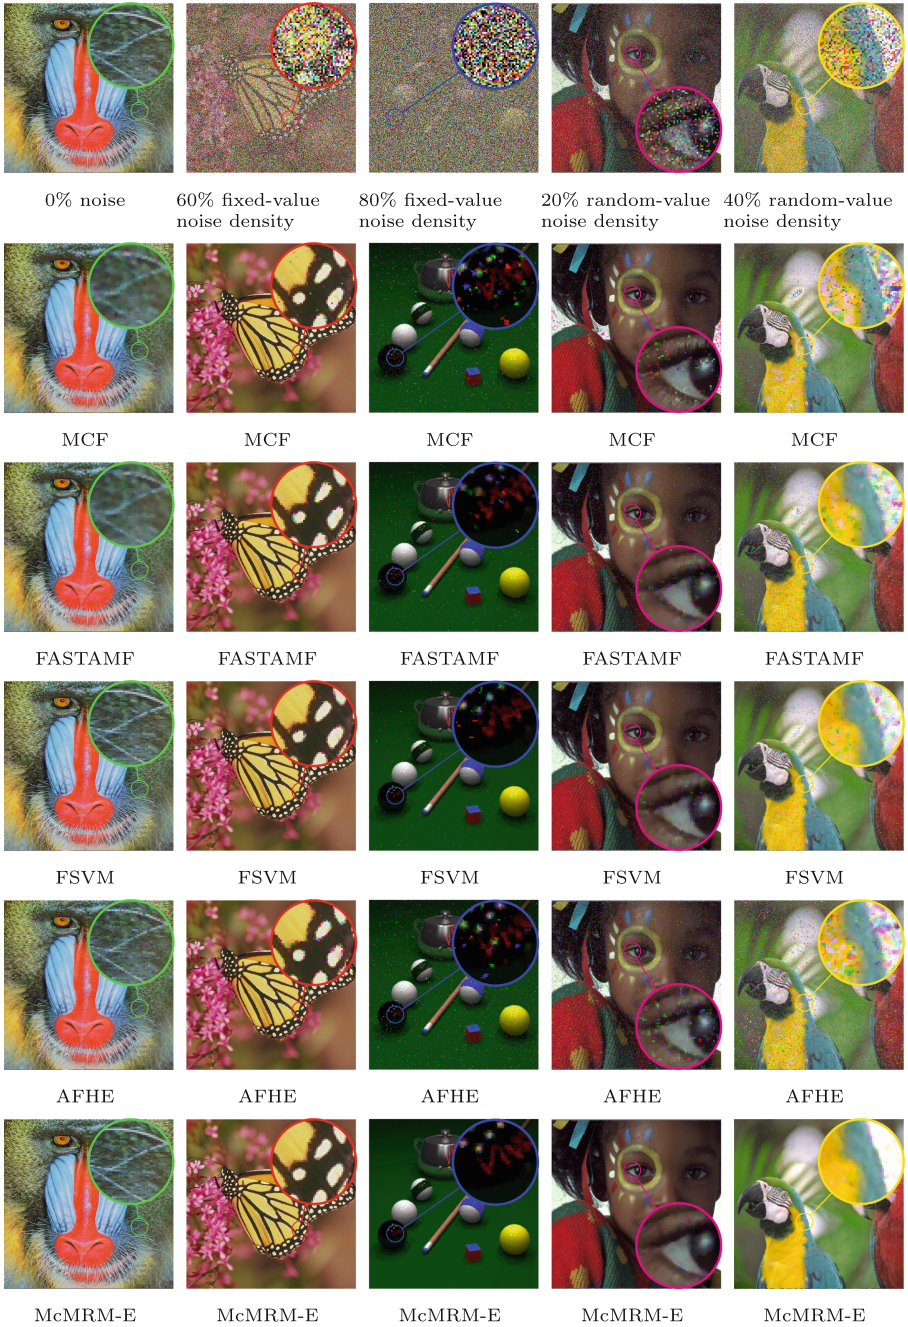 0% noise
60% fixed-value
noise density
80% fixed-value
noise density
20% random-value
noise density
40% random-value
noise density
MCF
MCF
MCF
MCF
MCF
FASTAMF
FASTAMF
FASTAMF
FASTAMF
FASTAMF
FSVM
FSVM
FSVM
FSVM
FSVM
AFHE
AFHE
AFHE
AFHE
AFHE
McMRM-E
McMRM-E
McMRM-E
McMRM-E
McMRM-E